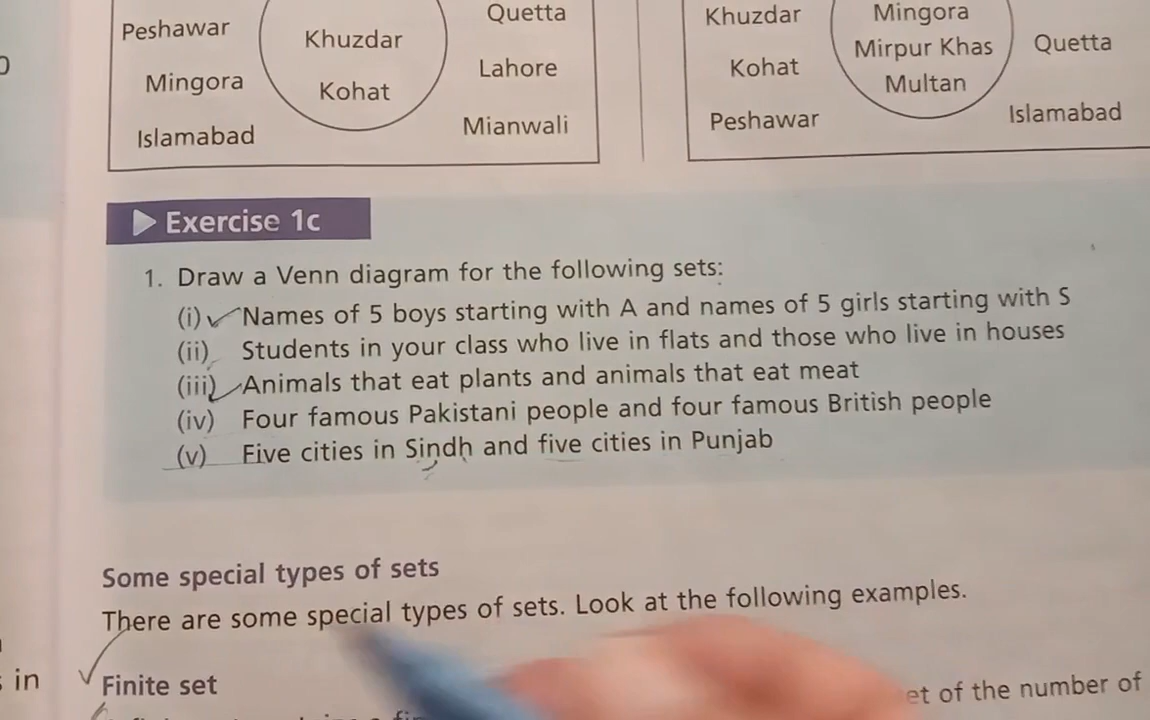 Peshawar
Mingora
Islamabad
Khuzdar
Kohat
Quetta
Lahore
Mianwali
Khuzdar
Kohat
Peshawar
Mingora
Mirpur Khas
Multan
Quetta
Islamabad
Exercise 1c
1. Draw a Venn diagram for the following sets:
(i) Names of 5 boys starting with A and names of 5 girls starting with S
(ii) Students in your class who live in flats and those who live in houses
(iii) Animals that eat plants and animals that eat meat
(iv) Four famous Pakistani people and four famous British people
(v) Five cities in Sindh and five cities in Punjab
Some special types of sets
There are some special types of sets. Look at the following examples.
in
Finite set
of the number of